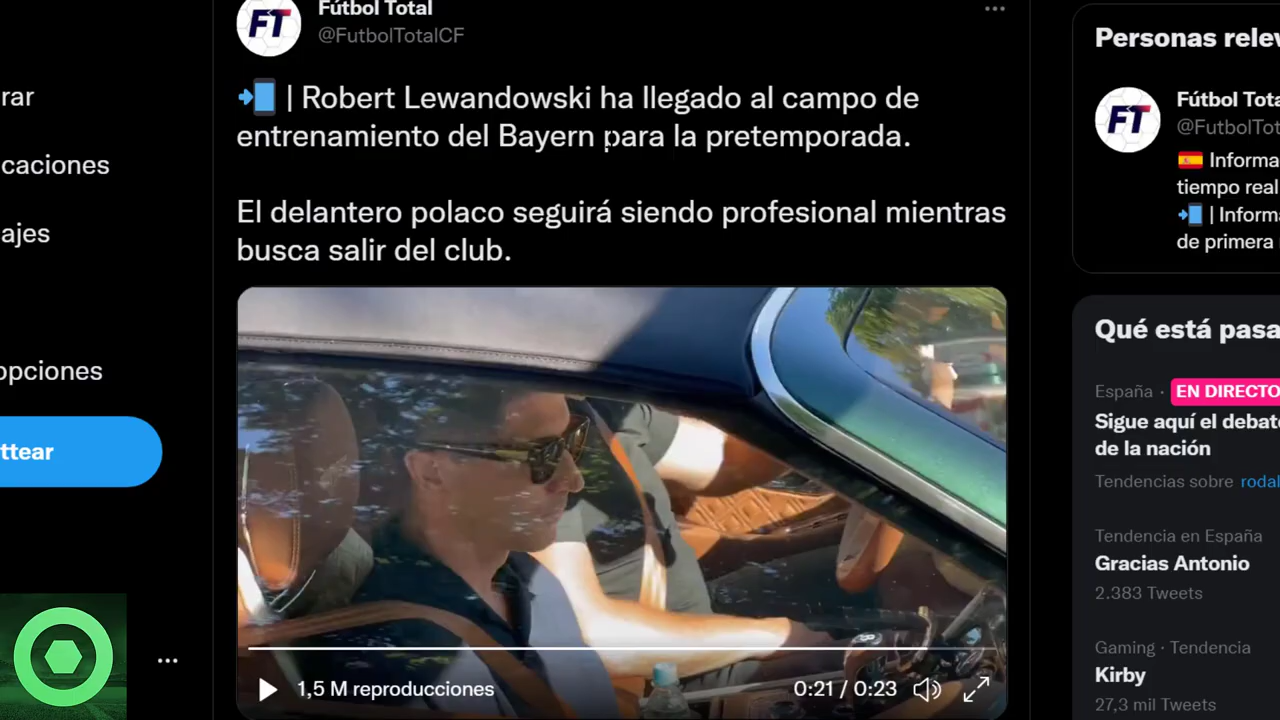 Fútbol Total
@FutbolTotalCF
FT
| Robert Lewandowski ha llegado al campo de
entrenamiento del Bayern para la pretemporada.
El delantero polaco seguirá siendo profesional mientras
busca salir del club.
1,5 M reproducciones
0:21 / 0:23
rar
caciones
ajes
opciones
ttear
Personas relev
FT
Fútbol Tota
@FutbolTot
Informa
tiempo real
| Informa
de primera
Qué está pasa
España · EN DIRECTO
Sigue aquí el debate
de la nación
Tendencias sobre rodal
Tendencia en España
Gracias Antonio
2.383 Tweets
Gaming · Tendencia
Kirby
27,3 mil Tweets